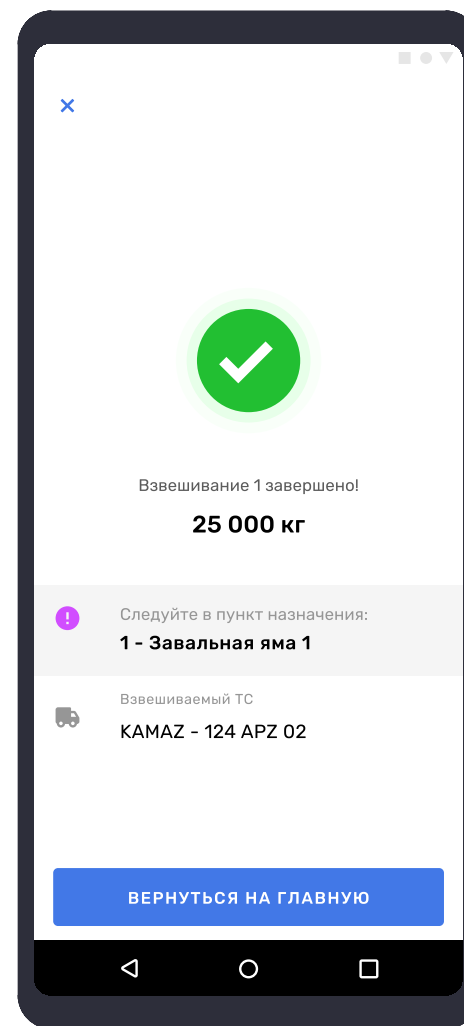 Взвешивание 1 завершено!
25 000 кг
Следуйте в пункт назначения:
1 - Завальная яма 1
Взвешиваемый ТС
KAMAZ - 124 APZ 02
ВЕРНУТЬСЯ НА ГЛАВНУЮ